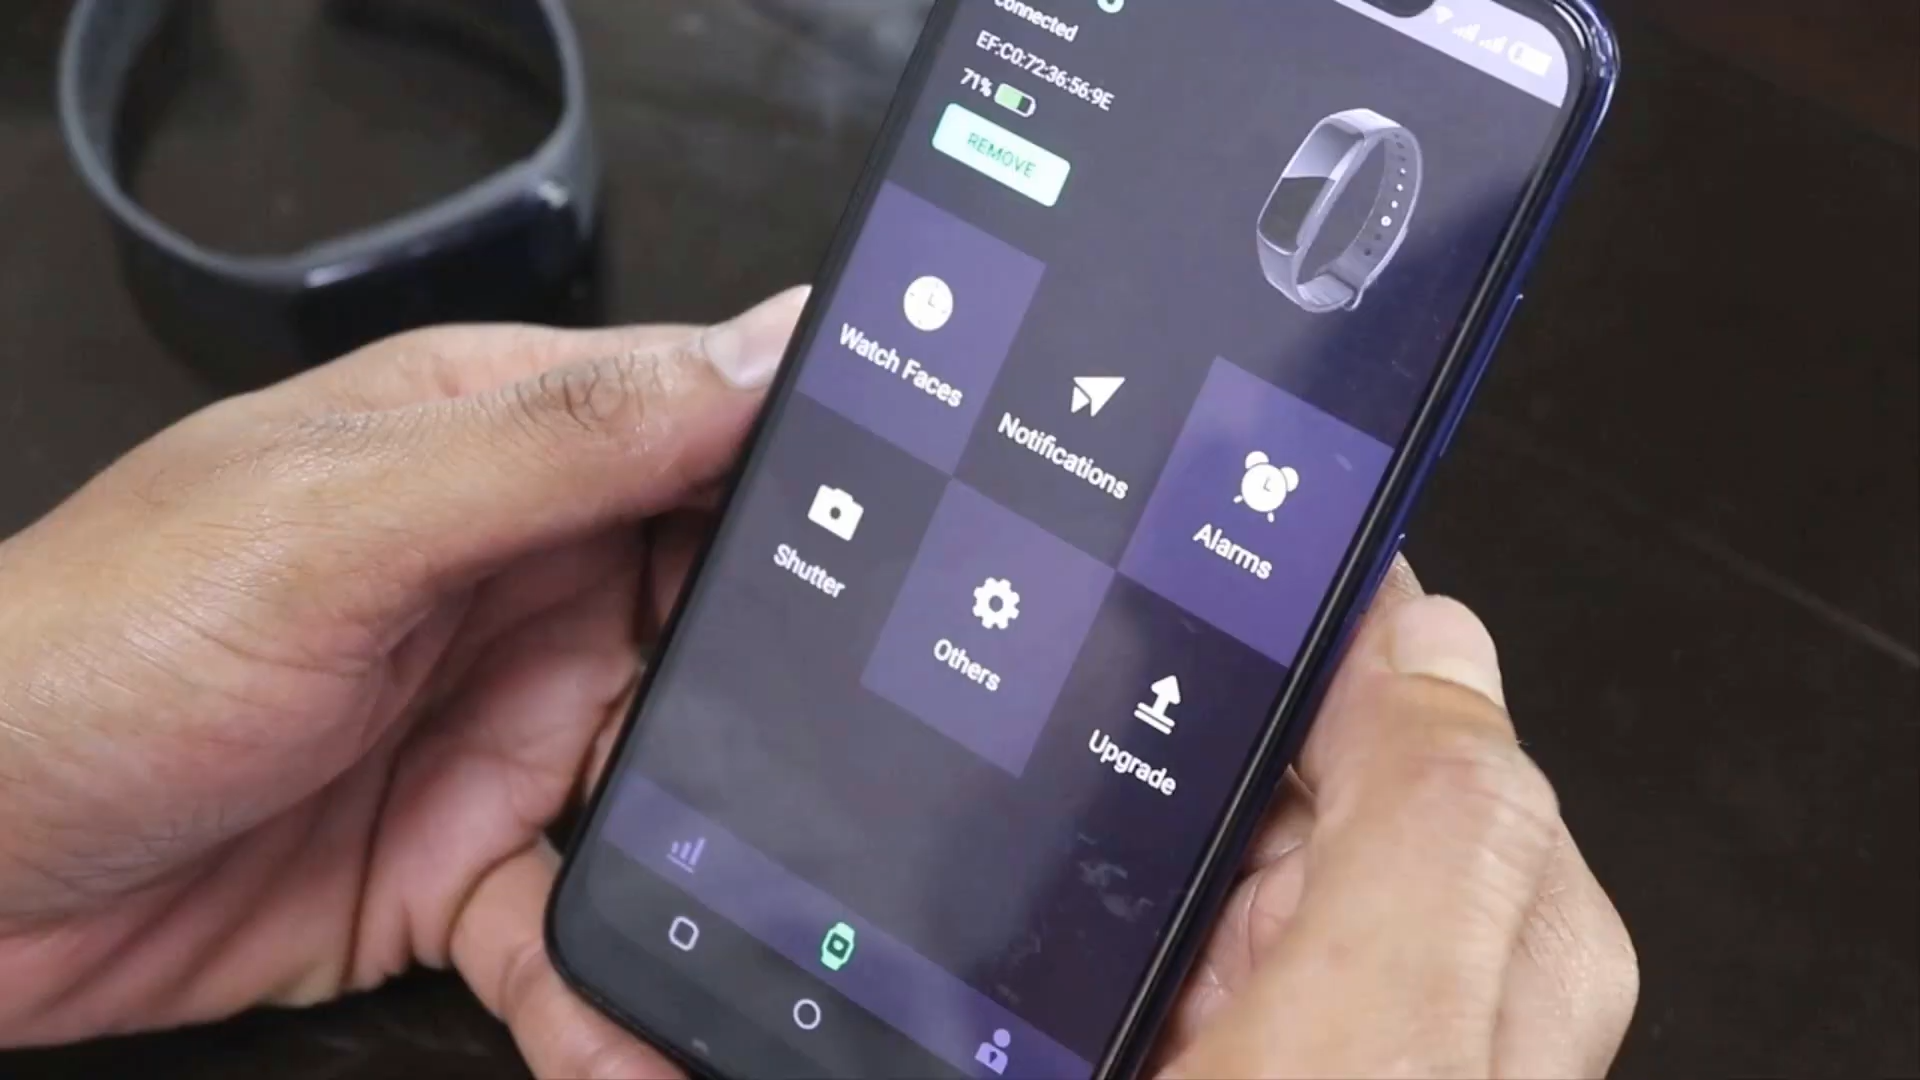 Connected
EF:C0:72:36:56:9E
71%
REMOVE
Watch Faces
Notifications
Alarms
Shutter
Others
Upgrade